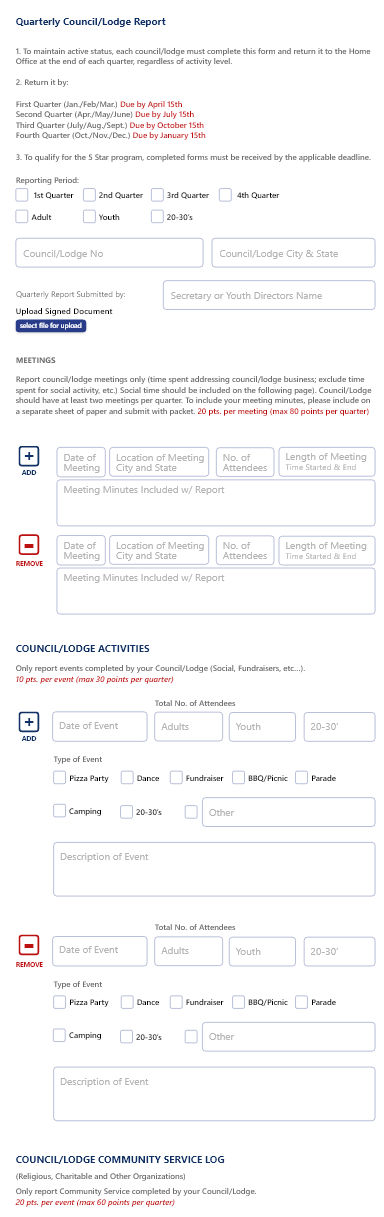 Quarterly Council/Lodge Report
1. To maintain active status, each council/lodge must complete this form and return it to the Home
Office at the end of each quarter, regardless of activity level.
2. Return it by:
First Quarter (Jan./Feb/Mar.) Due by April 15th
Second Quarter (Apr./May/June) Due by July 15th
Third Quarter (July/Aug./Sept.) Due by October 15th
Fourth Quarter (Oct./Nov./Dec.) Due by January 15th
3. To qualify for the 5 Star program, completed forms must be received by the applicable deadline.
Reporting Period:
1st Quarter 2nd Quarter 3rd Quarter 4th Quarter
Adult Youth 20-30's
Council/Lodge No Council/Lodge City & State
Quarterly Report Submitted by: Secretary or Youth Directors Name
Upload Signed Document
select file for upload
MEETINGS
Report council/lodge meetings only (time spent addressing council/lodge business; exclude time
spent for social activity, etc.) Social time should be included on the following page). Council/Lodge
should have at least two meetings per quarter. To include your meeting minutes, please include on
a separate sheet of paper and submit with packet. 20 pts. per meeting (max 80 points per quarter)
Date of Location of Meeting No. of Length of Meeting
Meeting City and State Attendees Time Started & End
ADD
Meeting Minutes Included w/ Report
Date of Location of Meeting No. of Length of Meeting
Meeting City and State Attendees Time Started & End
REMOVE
Meeting Minutes Included w/ Report
COUNCIL/LODGE ACTIVITIES
Only report events completed by your Council/Lodge (Social, Fundraisers, etc...).
10 pts. per event (max 30 points per quarter)
Total No. of Attendees
Date of Event Adults Youth 20-30'
ADD
Type of Event
Pizza Party Dance Fundraiser BBQ/Picnic Parade
Camping 20-30's Other
Description of Event
Total No. of Attendees
Date of Event Adults Youth 20-30'
REMOVE
Type of Event
Pizza Party Dance Fundraiser BBQ/Picnic Parade
Camping 20-30's Other
Description of Event
COUNCIL/LODGE COMMUNITY SERVICE LOG
(Religious, Charitable and Other Organizations)
Only report Community Service completed by your Council/Lodge.
20 pts. per event (max 60 points per quarter)